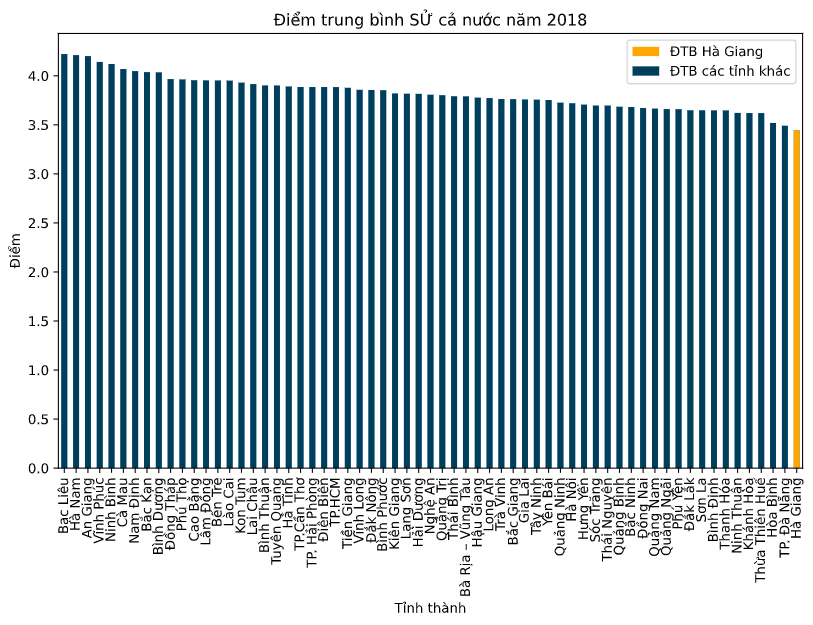 Điểm trung bình SỬ cả nước năm 2018
ĐTB Hà Giang
ĐTB các tỉnh khác
Điểm
4.0
3.5
3.0
2.5
2.0
1.5
1.0
0.5
0.0
Bạc Liêu
Hà Nam
An Giang
Vĩnh Phúc
Ninh Bình
Cà Mau
Nam Định
Bắc Kạn
Bình Dương
Đồng Tháp
Phú Thọ
Cao Bằng
Lâm Đồng
Bến Tre
Lào Cai
Kon Tum
Lai Châu
Bình Thuận
Tuyên Quang
Hà Tĩnh
TP.Cần Thơ
TP. Hải Phòng
Điện Biên
TP.HCM
Tiền Giang
Vĩnh Long
Đắk Nông
Bình Phước
Kiên Giang
Lạng Sơn
Hải Dương
Nghệ An
Quảng Trị
Thái Bình
Bà Rịa – Vũng Tàu
Hậu Giang
Long An
Trà Vinh
Bắc Giang
Gia Lai
Tây Ninh
Yên Bái
Quảng Ninh
Hà Nội
Hưng Yên
Sóc Trăng
Thái Nguyên
Quảng Bình
Bắc Ninh
Đồng Nai
Quảng Nam
Quảng Ngãi
Phú Yên
Đắk Lắk
Sơn La
Bình Định
Thanh Hóa
Ninh Thuận
Khánh Hòa
Thừa Thiên Huế
Hòa Bình
TP. Đà Nẵng
Hà Giang
Tỉnh thành